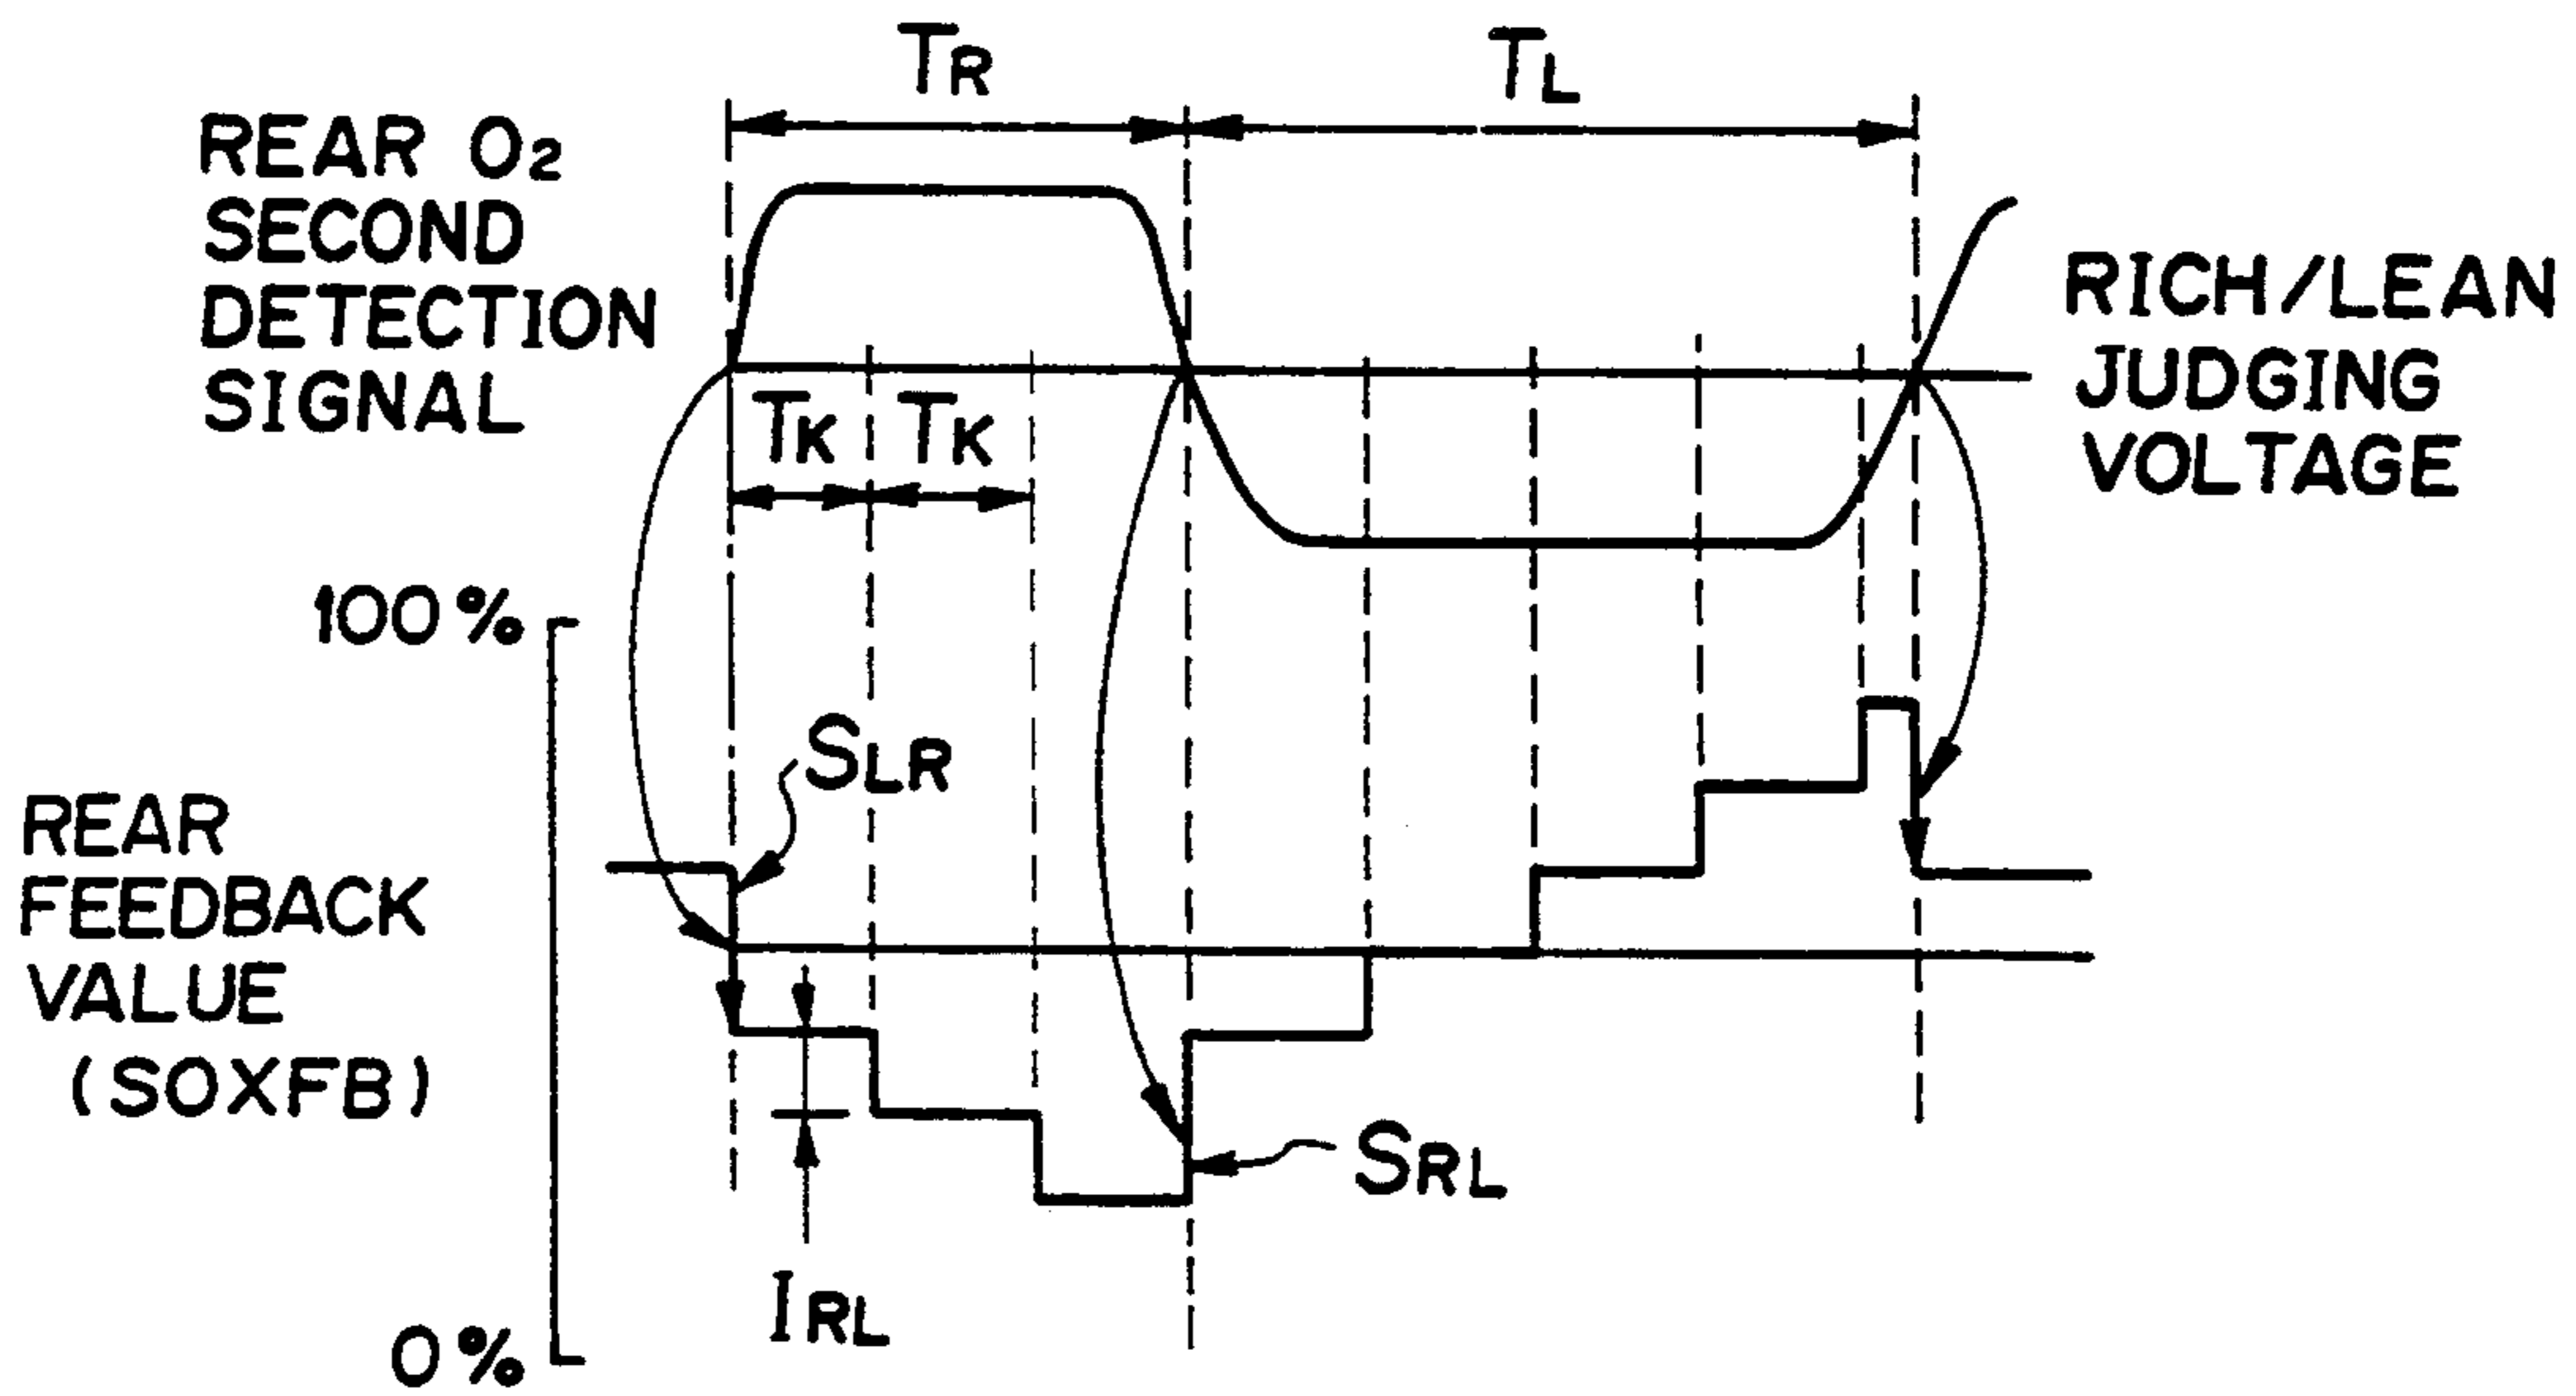 TR
TL
REAR O2
SECOND
DETECTION
SIGNAL
RICH/LEAN
JUDGING
VOLTAGE
TK
TK
100%
SLR
REAR
FEEDBACK
VALUE
(SOXFB)
SRL
IRL
0%